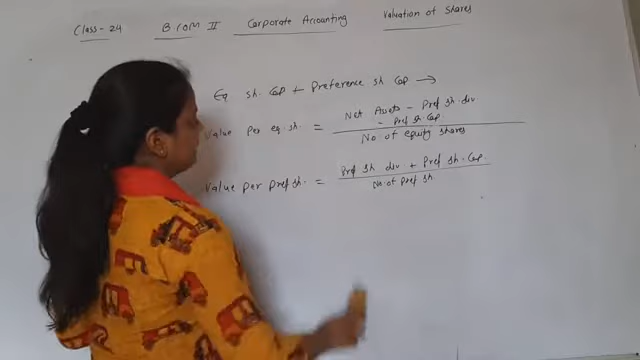 Class-24 B.COM II Corporate Accounting Valuation of Shares
Eq sh. Cap + Preference sh Cap →
Value per eq. sh. = Net Assets - Pref sh. div - Pref sh. Cap. / No of equity shares
Value per pref sh. = Pref sh div + Pref sh. Cap. / No. of pref sh